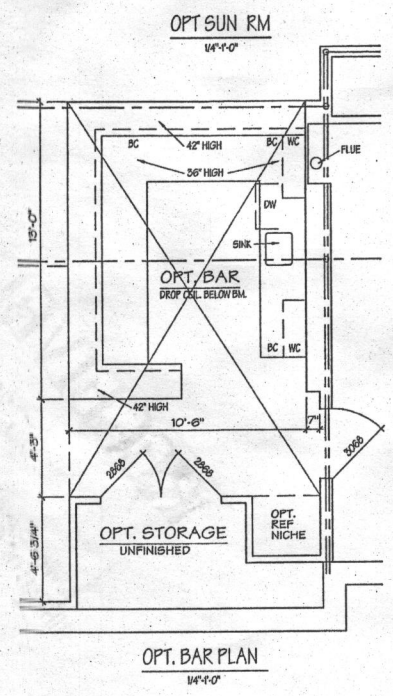 OPT SUN RM
1/4"-1'-0"
BC
42" HIGH
BC WC
36" HIGH
FLUE
DW
13'-0"
SINK
OPT. BAR
DROP CEIL. BELOW BM.
BC WC
42" HIGH
10'-6"
7"
4'-3"
2868
2868
3068
OPT.
REF
NICHE
OPT. STORAGE
UNFINISHED
4'-6 3/4"
OPT. BAR PLAN
1/4"-1'-0"